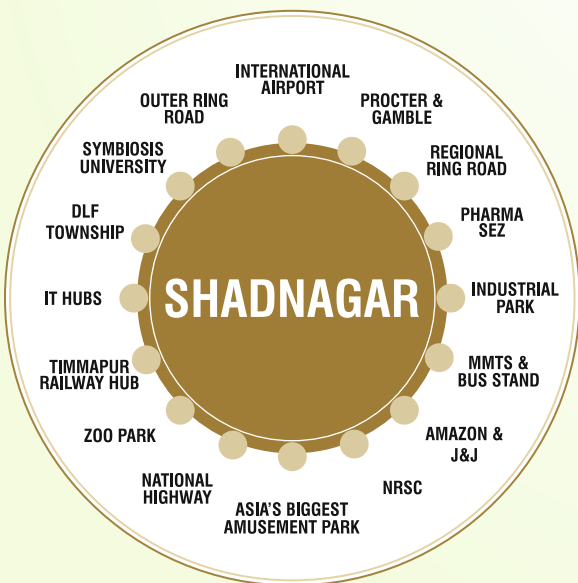 INTERNATIONAL
AIRPORT
PROCTER &
GAMBLE
REGIONAL
RING ROAD
PHARMA
SEZ
INDUSTRIAL
PARK
MMTS &
BUS STAND
AMAZON &
J&J
NRSC
ASIA'S BIGGEST
AMUSEMENT PARK
NATIONAL
HIGHWAY
ZOO PARK
TIMMAPUR
RAILWAY HUB
IT HUBS
DLF
TOWNSHIP
SYMBIOSIS
UNIVERSITY
OUTER RING
ROAD
SHADNAGAR